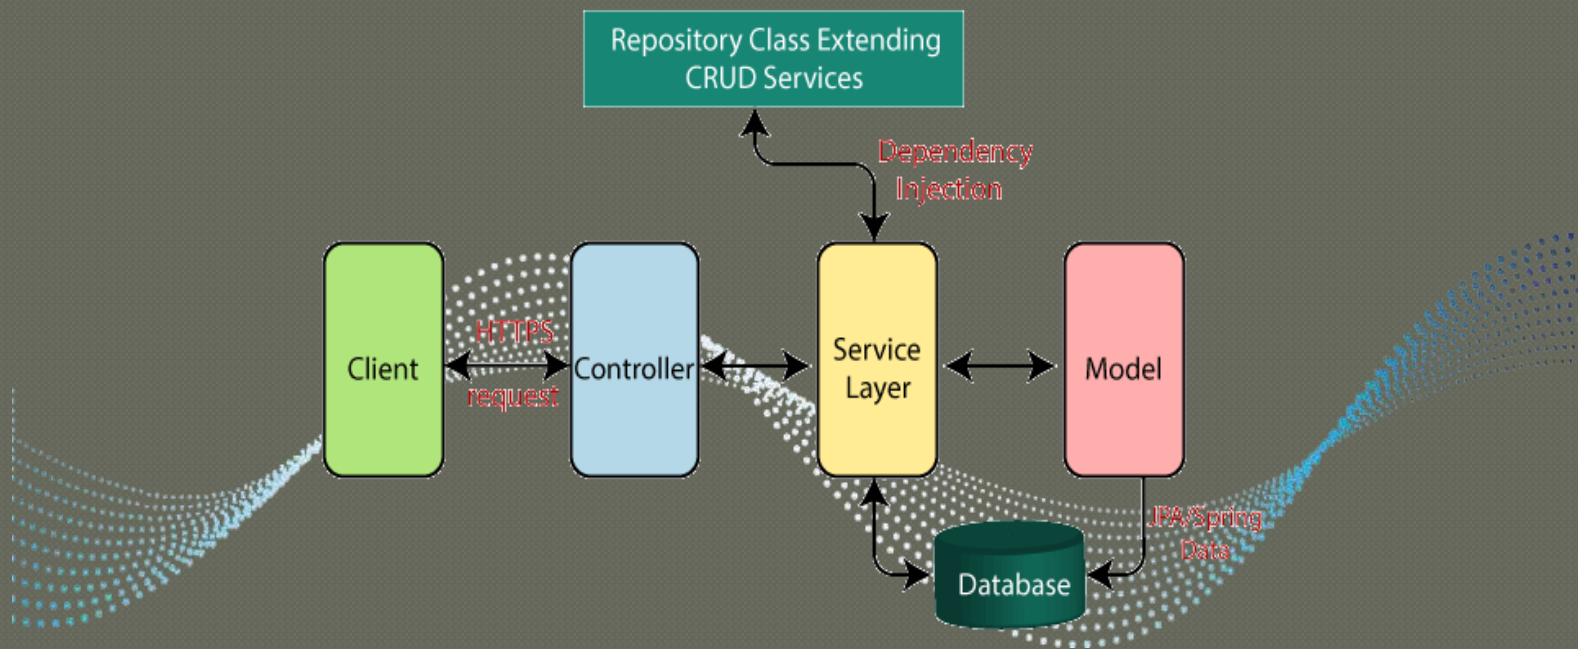 Repository Class Extending
CRUD Services
Dependency
Injection
Client
HTTPS
request
Controller
Service
Layer
Model
JPA/Spring
Data
Database